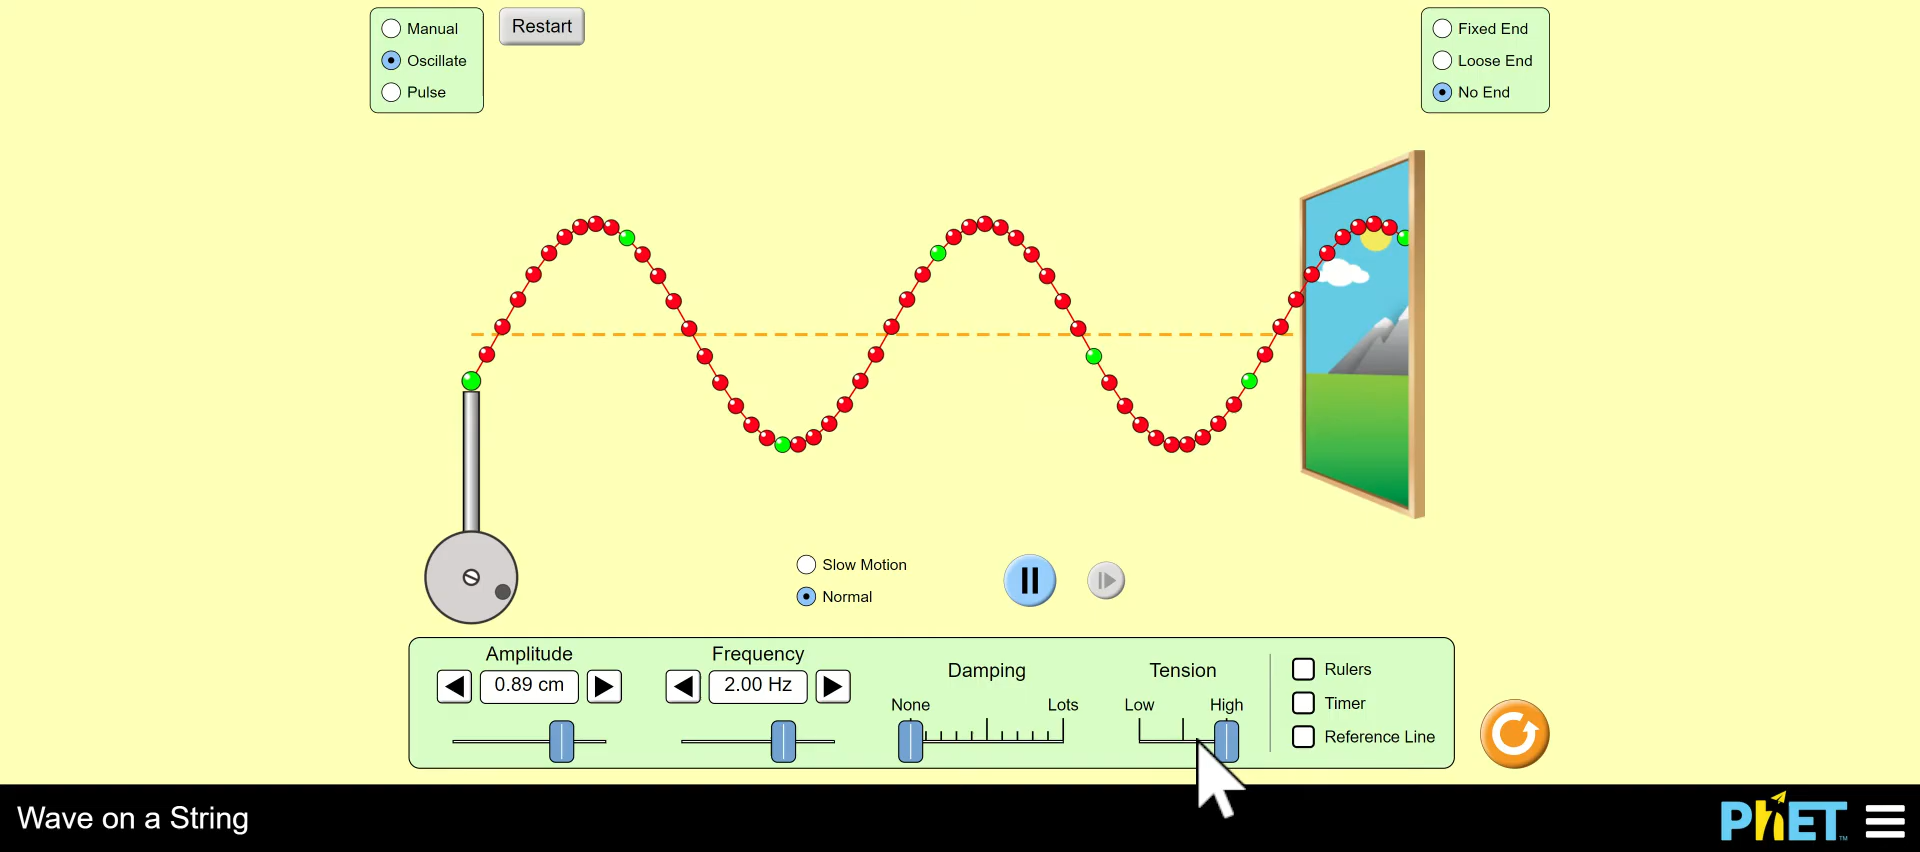 Manual
Oscillate
Pulse
Restart
Fixed End
Loose End
No End
Slow Motion
Normal
Amplitude
0.89 cm
Frequency
2.00 Hz
Damping
None
Lots
Tension
Low
High
Rulers
Timer
Reference Line
Wave on a String
PhET™